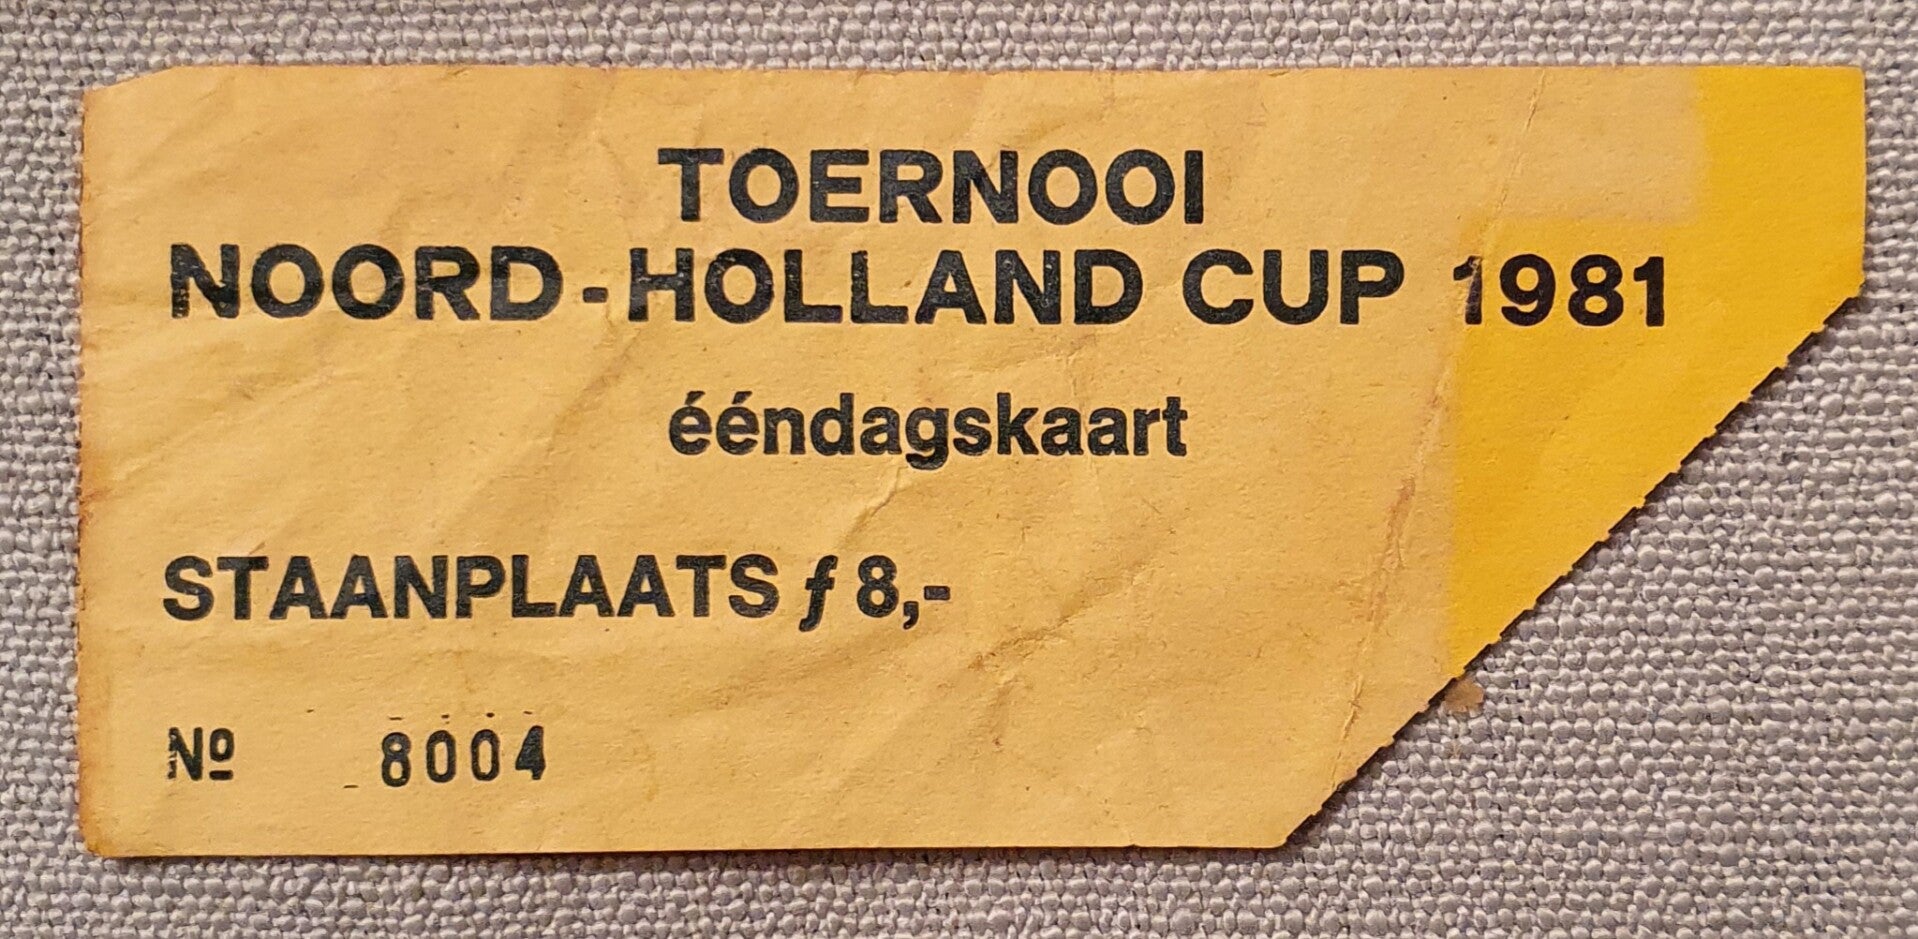 TOERNOOI
NOORD-HOLLAND CUP 1981
ééndagskaart
STAANPLAATS ƒ 8,-
Nº 8004